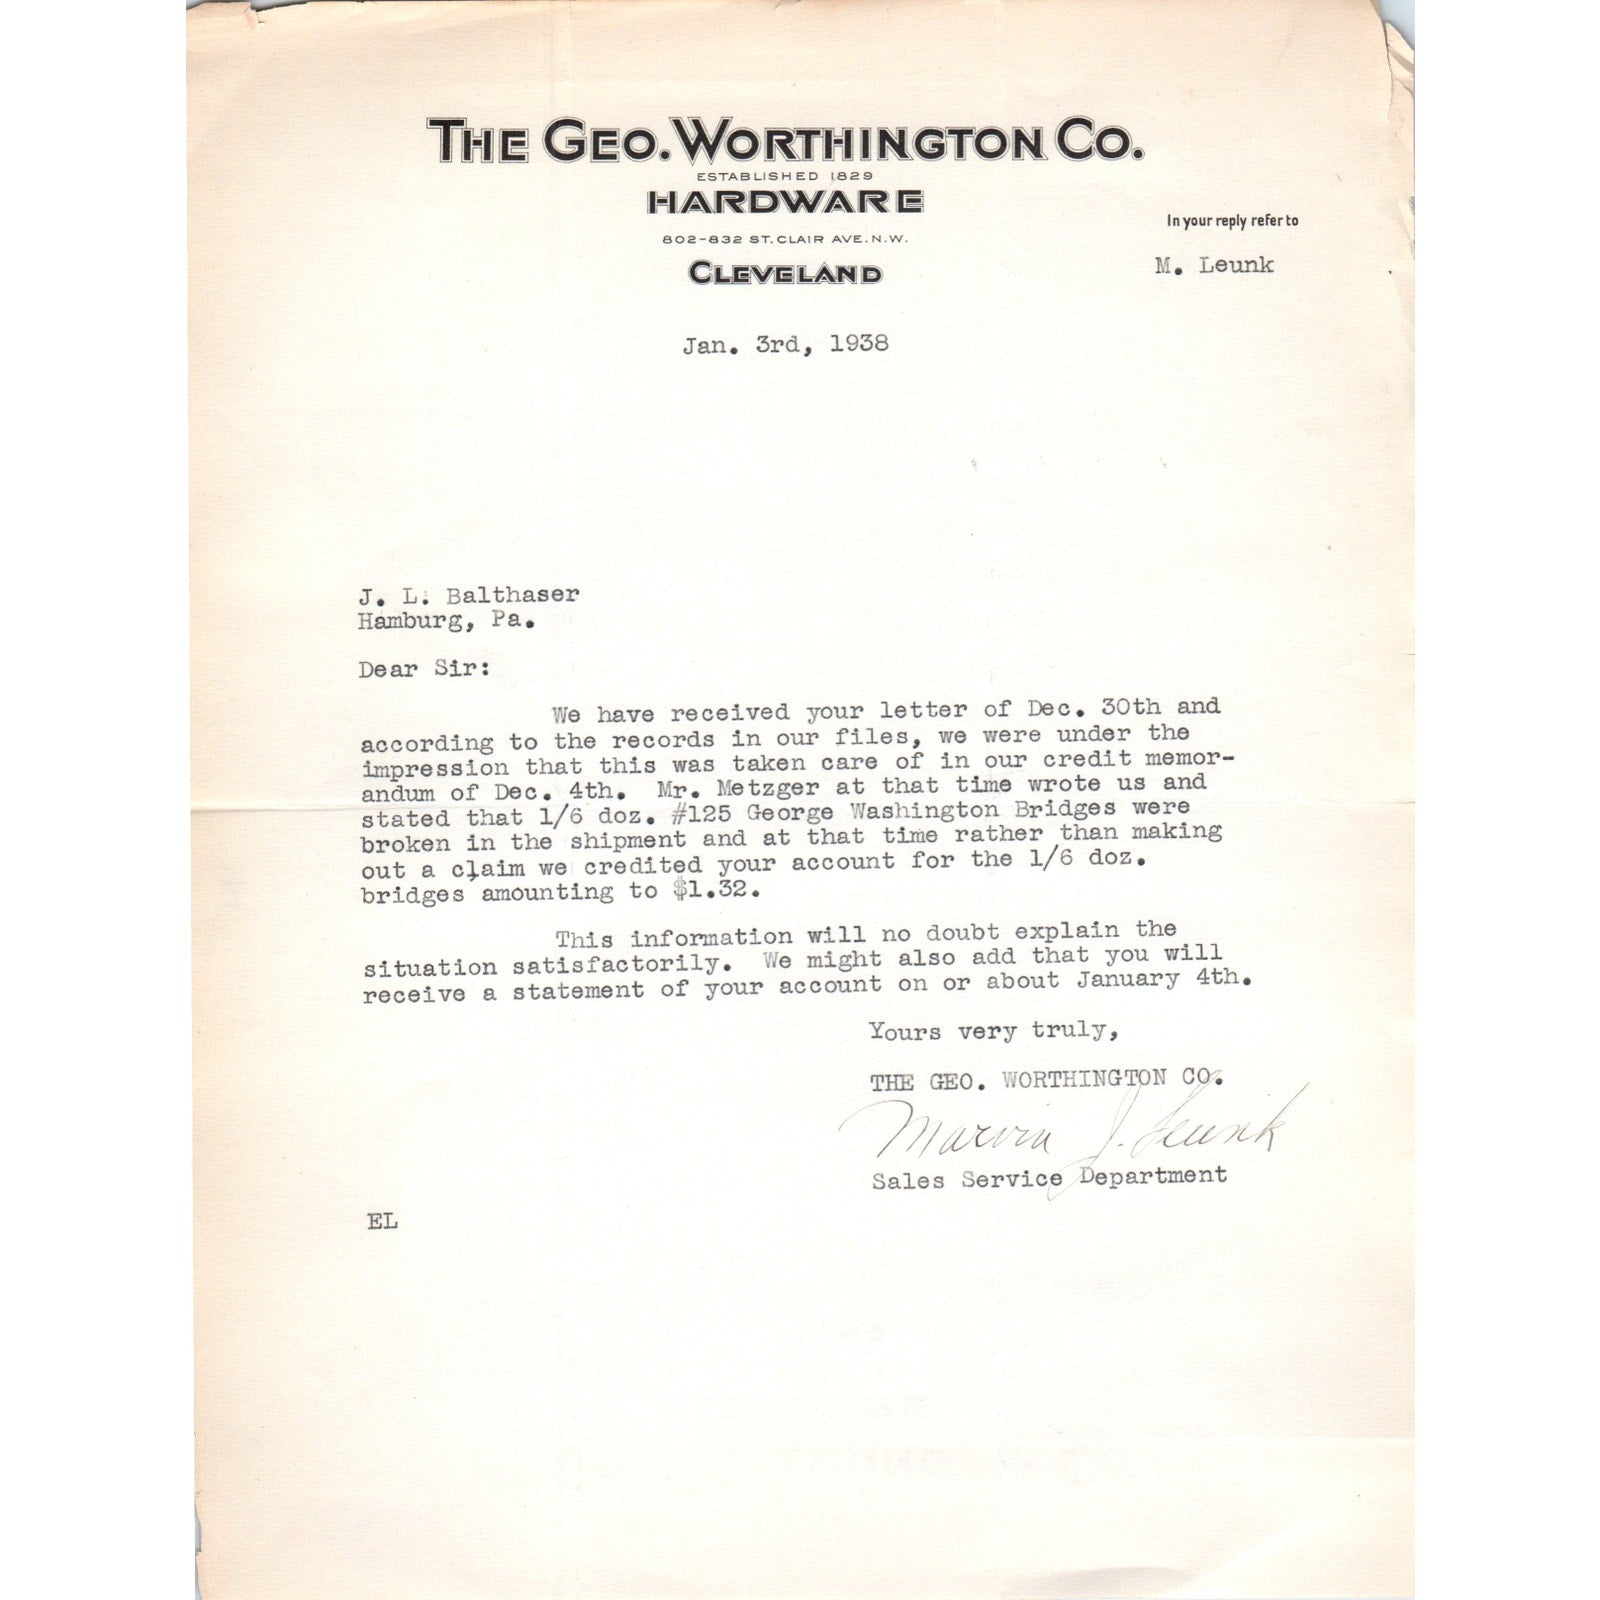 THE GEO. WORTHINGTON CO.
ESTABLISHED 1829
HARDWARE
802-832 ST. CLAIR AVE. N.W.
CLEVELAND
In your reply refer to
M. Leunk
Jan. 3rd, 1938
J. L. Balthaser
Hamburg, Pa.
Dear Sir:
We have received your letter of Dec. 30th and
according to the records in our files, we were under the
impression that this was taken care of in our credit memor-
andum of Dec. 4th. Mr. Metzger at that time wrote us and
stated that 1/6 doz. #125 George Washington Bridges were
broken in the shipment and at that time rather than making
out a claim we credited your account for the 1/6 doz.
bridges amounting to $1.32.
This information will no doubt explain the
situation satisfactorily. We might also add that you will
receive a statement of your account on or about January 4th.
Yours very truly,
THE GEO. WORTHINGTON CO.
Marvin J. Leunk
Sales Service Department
EL